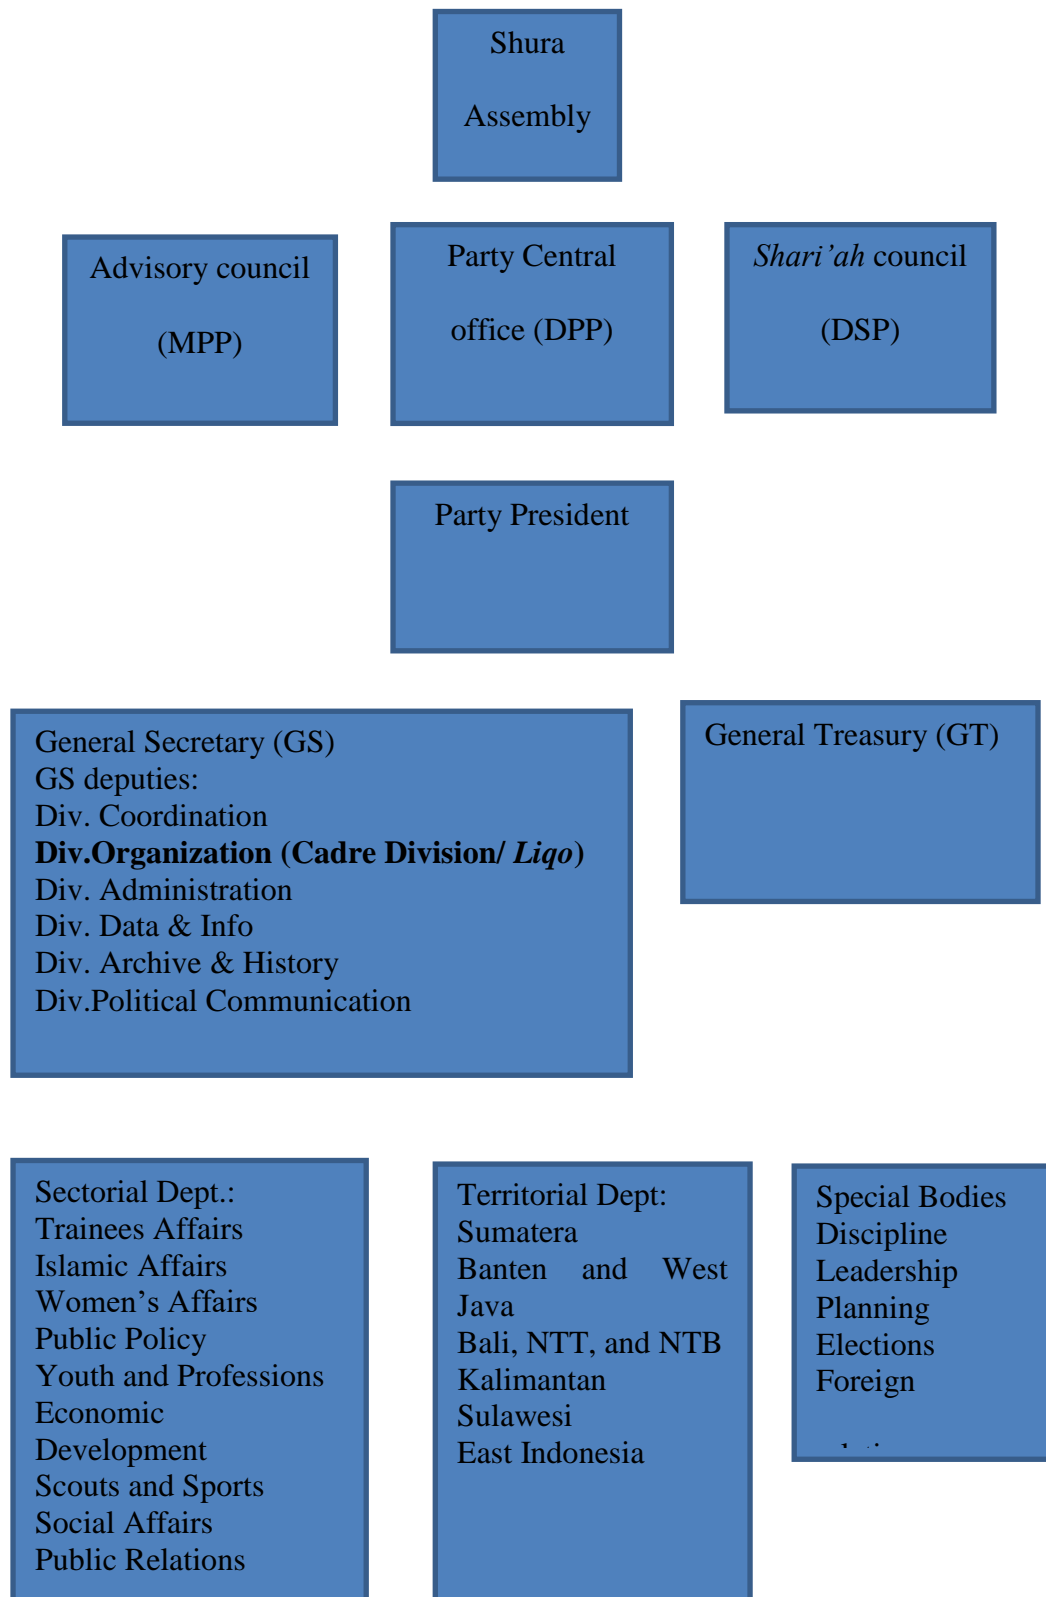 Shura
Assembly
Advisory council
(MPP)
Party Central
office (DPP)
Shari’ah council
(DSP)
Party President
General Secretary (GS)
GS deputies:
Div. Coordination
Div.Organization (Cadre Division/ Liqo)
Div. Administration
Div. Data & Info
Div. Archive & History
Div.Political Communication
General Treasury (GT)
Sectorial Dept.:
Trainees Affairs
Islamic Affairs
Women’s Affairs
Public Policy
Youth and Professions
Economic
Development
Scouts and Sports
Social Affairs
Public Relations
Territorial Dept:
Sumatera
Banten and West
Java
Bali, NTT, and NTB
Kalimantan
Sulawesi
East Indonesia
Special Bodies
Discipline
Leadership
Planning
Elections
Foreign